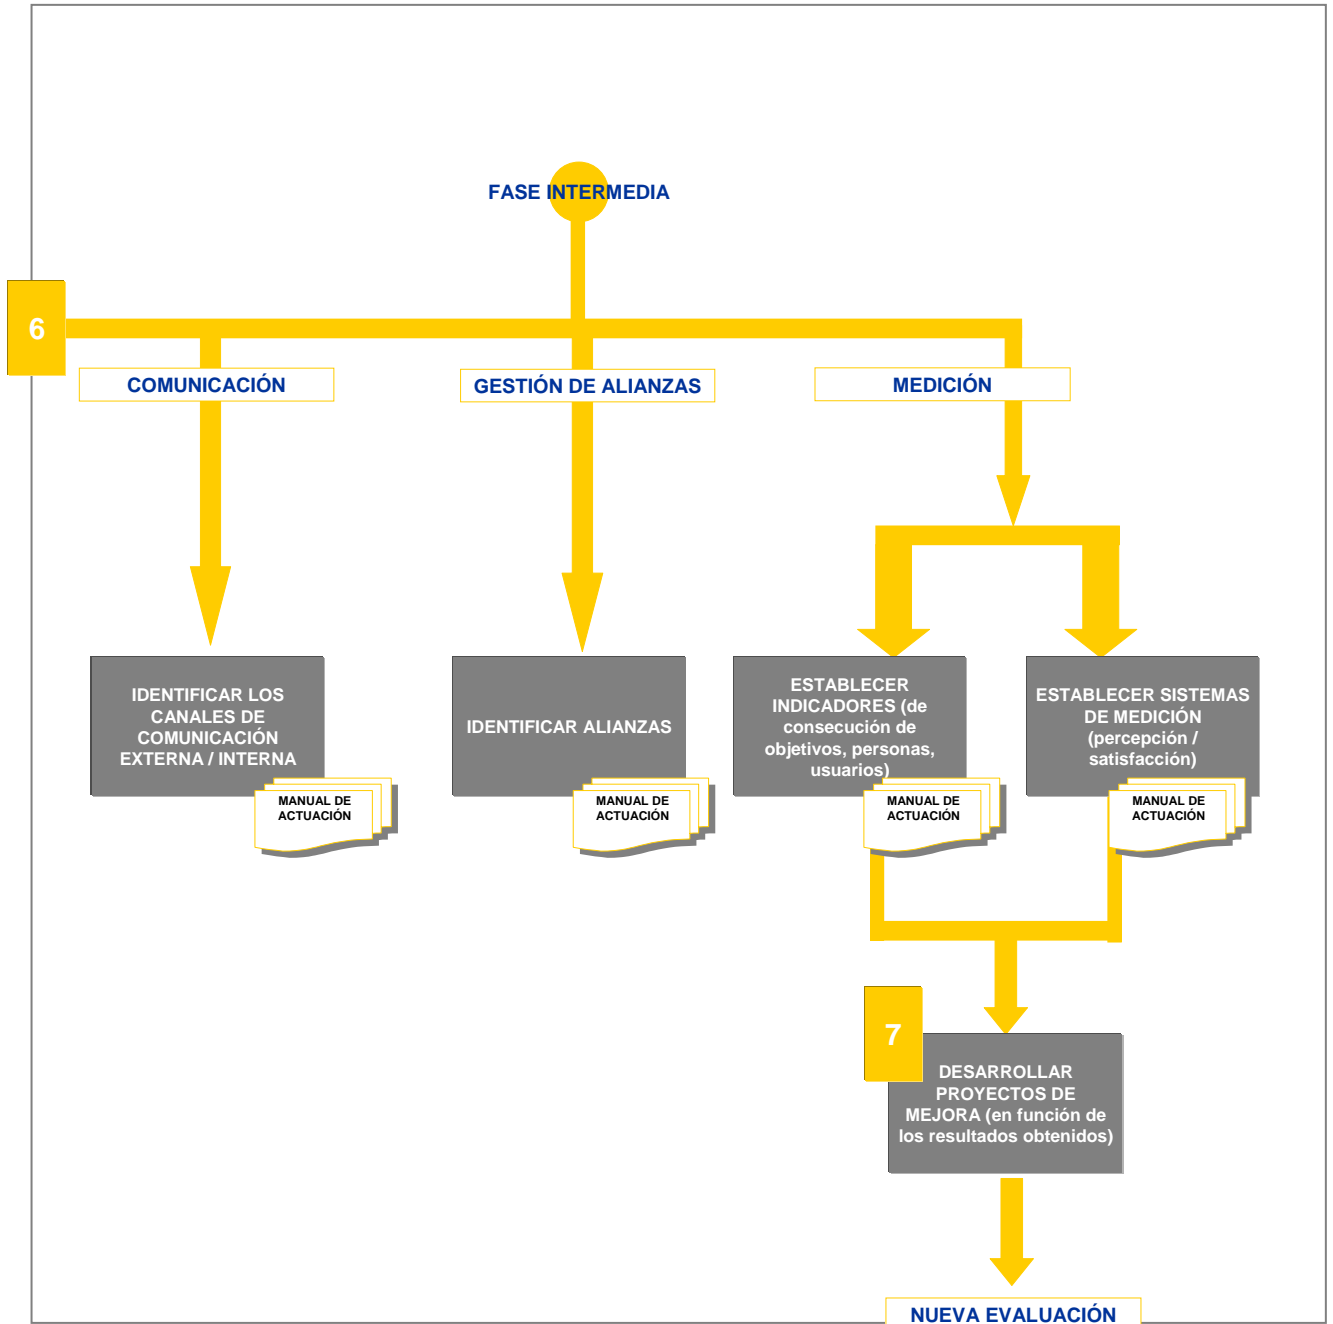 FASE INTERMEDIA
6
COMUNICACIÓN
GESTIÓN DE ALIANZAS
MEDICIÓN
IDENTIFICAR LOS
CANALES DE
COMUNICACIÓN
EXTERNA / INTERNA
MANUAL DE
ACTUACIÓN
IDENTIFICAR ALIANZAS
MANUAL DE
ACTUACIÓN
ESTABLECER
INDICADORES (de
consecución de
objetivos, personas,
usuarios)
MANUAL DE
ACTUACIÓN
ESTABLECER SISTEMAS
DE MEDICIÓN
(percepción /
satisfacción)
MANUAL DE
ACTUACIÓN
7
DESARROLLAR
PROYECTOS DE
MEJORA (en función de
los resultados obtenidos)
NUEVA EVALUACIÓN